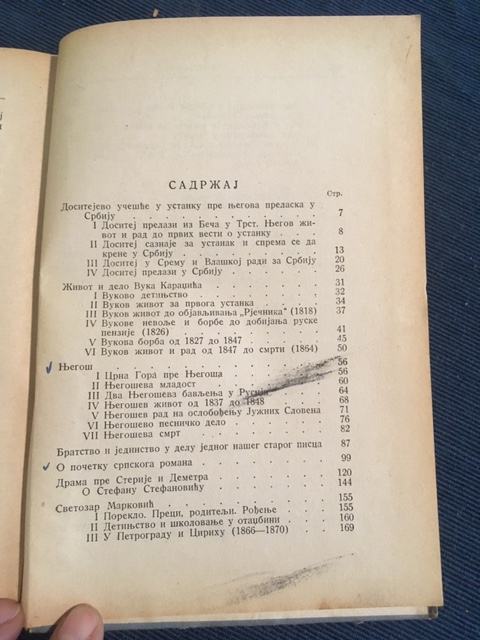 САДРЖАЈ
Стр.
Доситејево учешће у устанку пре његова преласка у
Србију . . . . . . . . . . . 7
I Доситеј прелази из Беча у Трст. Његов жи-
вот и рад до првих вести о устанку . . . 8
II Доситеј сазнаје за устанак и спрема се да
крене у Србију . . . . . . . . 13
III Доситеј у Срему и Влашкој ради за Србију 20
IV Доситеј прелази у Србију . . . . . . 26
Живот и дело Вука Караџића . . . . . . 31
I Вуково детињство . . . . . . . . 32
II Вуков живот за првога устанка . . . . 34
III Вуков живот до објављивања „Рјечника" (1818) 37
IV Вукове невоље и борбе до добијања руске
пензије (1826) . . . . . . . . 41
V Вукова борба од 1827 до 1847 . . . . 45
VI Вуков живот и рад од 1847 до смрти (1864) 50
Његош . . . . . . . . . . . 56
I Црна Гора пре Његоша . . . . . . 56
II Његошева младост . . . . . . . 60
III Два Његошева бављења у Русији . . . 64
IV Његошев живот од 1837 до 1848 . . . 68
V Његошев рад на ослобођењу Јужних Словена 71
VI Његошево песничко дело . . . . . 76
VII Његошева смрт . . . . . . . . 82
Братство и јединство у делу једног нашег старог писца 87
О почетку српскога романа . . . . . . . 99
Драма пре Стерије и Деметра . . . . . . 120
О Стефану Стефановићу . . . . . . 144
Светозар Марковић . . . . . . . . . 155
I Порекло. Преци, родитељи. Рођење . . . 155
II Детињство и школовање у отаџбини . . . 160
III У Петрограду и Цириху (1866—1870) . . 169